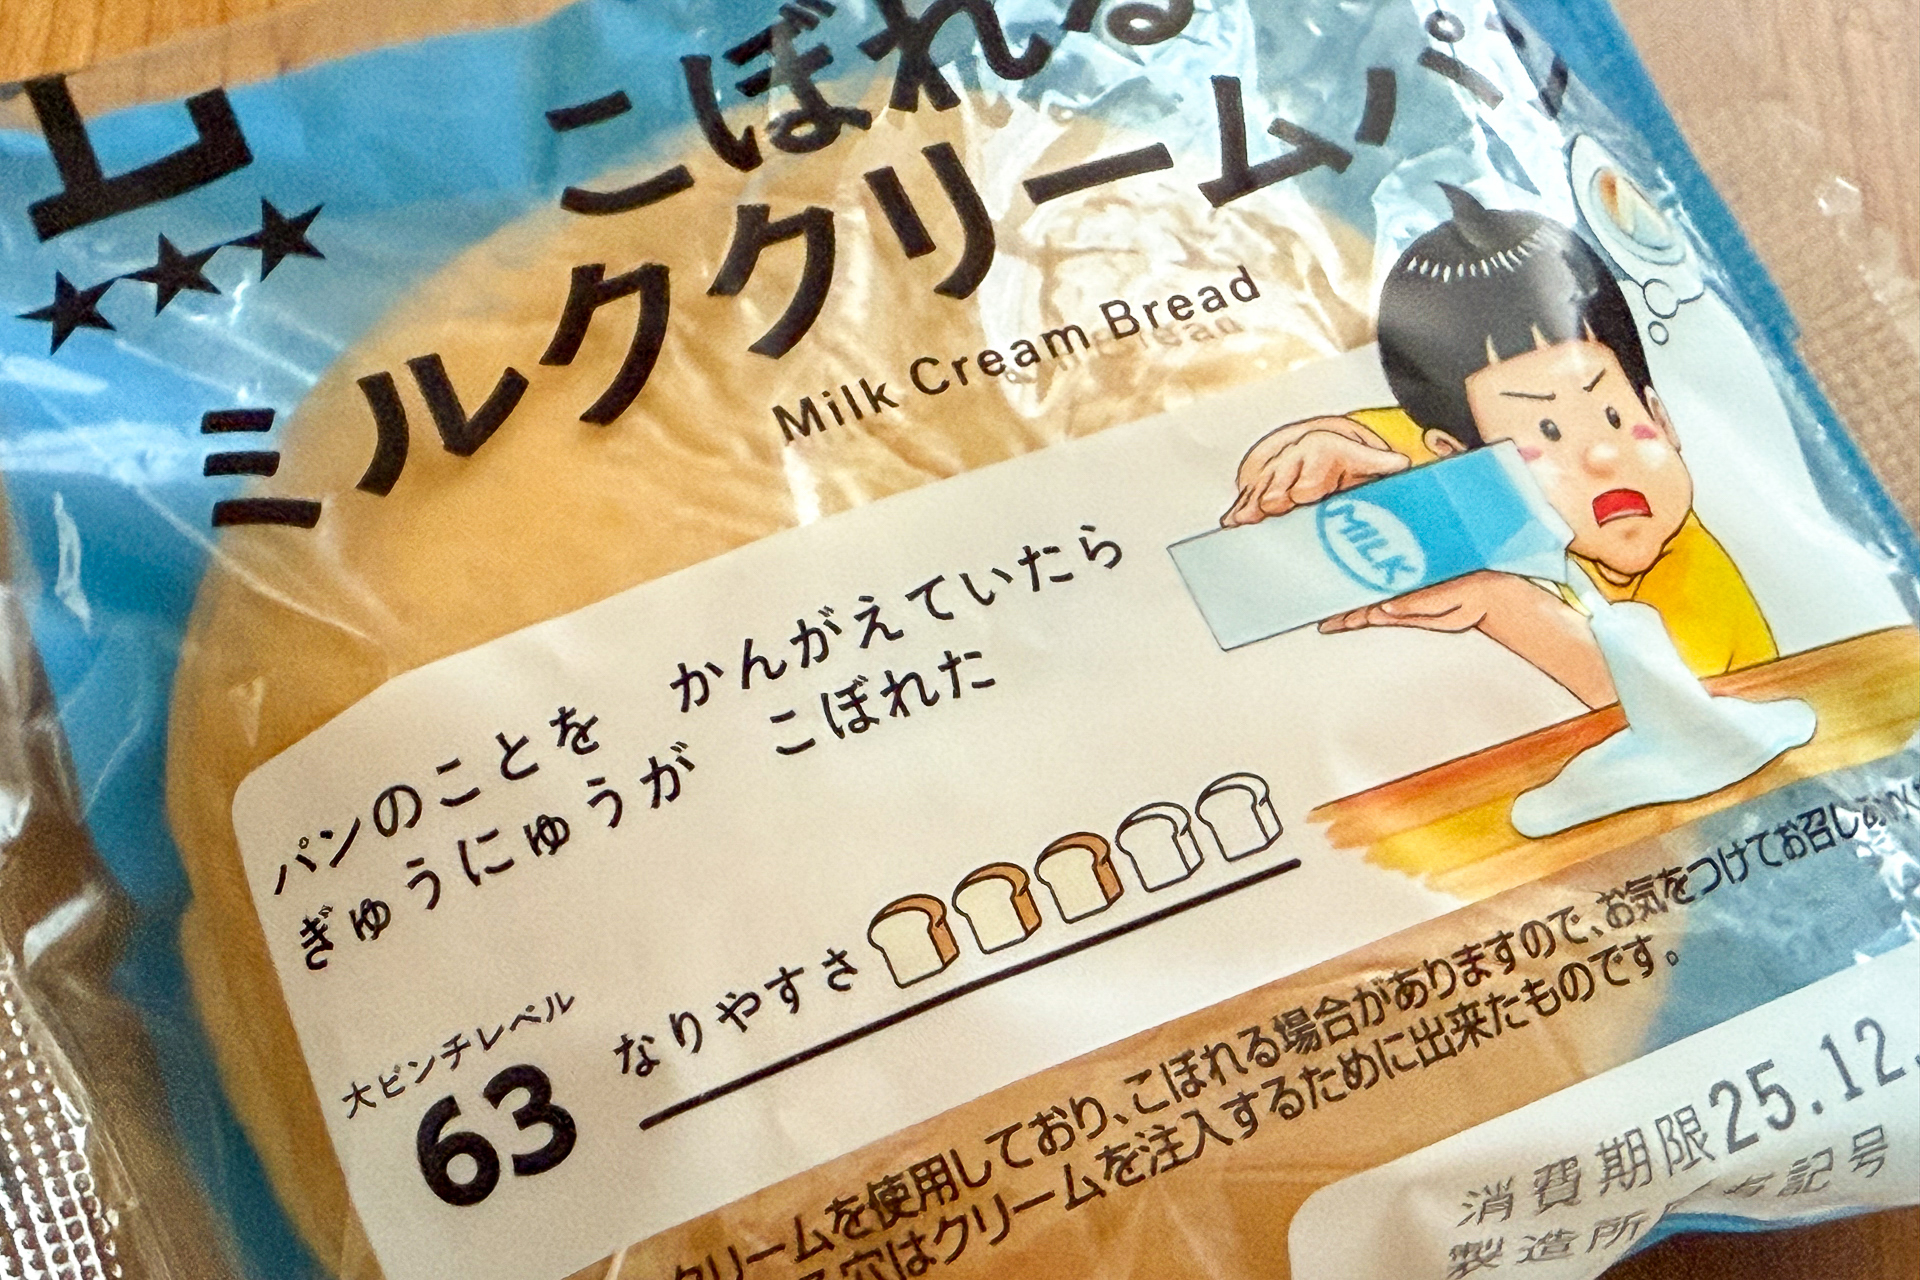 こぼれる
ミルククリームパン
★★★
Milk Cream Bread
MILK
パンのことを かんがえていたら
ぎゅうにゅうが こぼれた
大ピンチレベル
63
なりやすさ
クリームを使用しており、こぼれる場合がありますので、お気をつけてお召し
穴はクリームを注入するために出来たものです。
消費期限 25.12.
製造所 記号